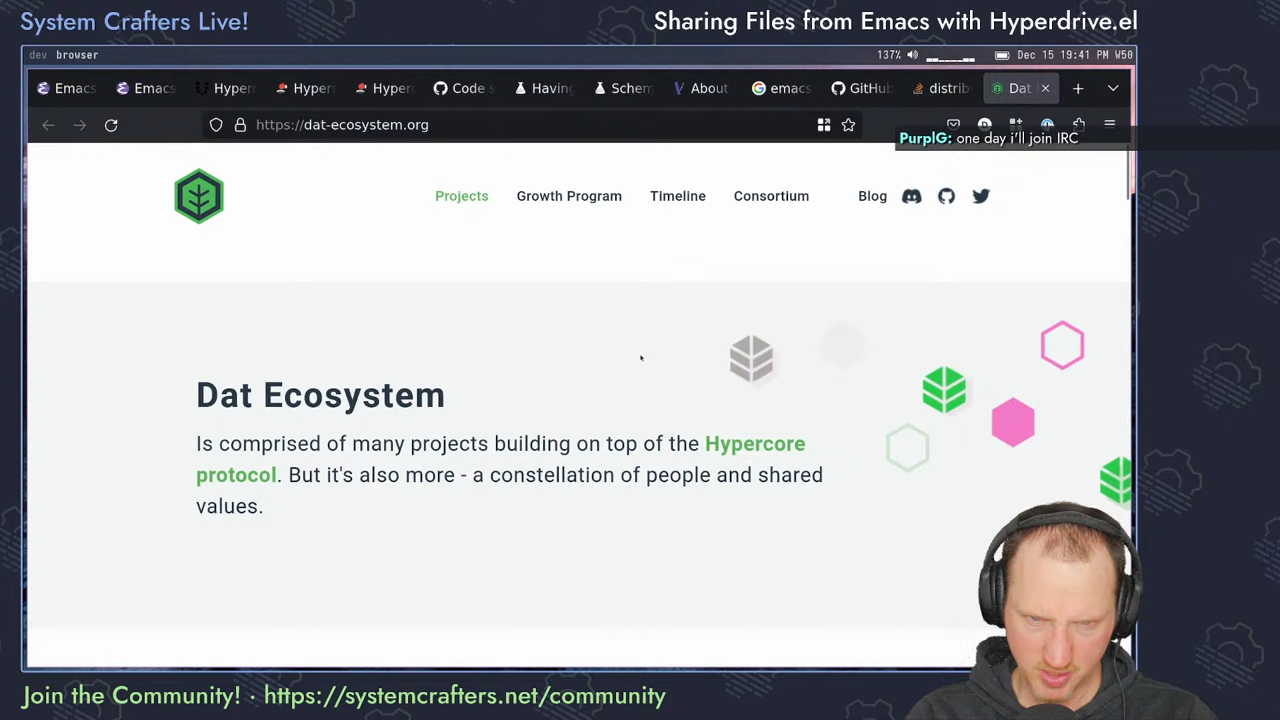 System Crafters Live!
Sharing Files from Emacs with Hyperdrive.el
dev browser
137%
Dec 15 19:41 PM W50
Emacs
Emacs
Hyperc
Hypero
Hyper
Code s
Having
Schem
About
emacs
GitHub
distrib
Dat
https://dat-ecosystem.org
PurplG: one day i'll join IRC
Projects
Growth Program
Timeline
Consortium
Blog
Dat Ecosystem
Is comprised of many projects building on top of the Hypercore
protocol. But it's also more - a constellation of people and shared
values.
Join the Community! · https://systemcrafters.net/community